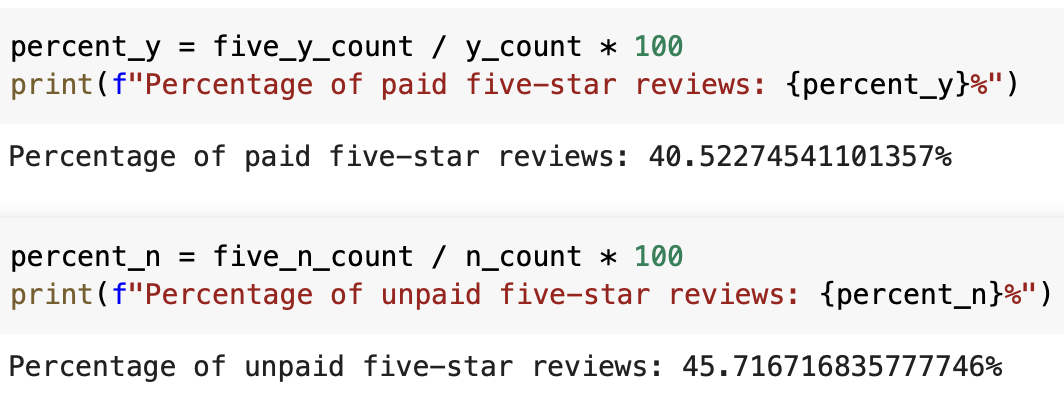 percent_y = five_y_count / y_count * 100
print(f"Percentage of paid five-star reviews: {percent_y}%")
Percentage of paid five-star reviews: 40.52274541101357%
percent_n = five_n_count / n_count * 100
print(f"Percentage of unpaid five-star reviews: {percent_n}%")
Percentage of unpaid five-star reviews: 45.716716835777746%